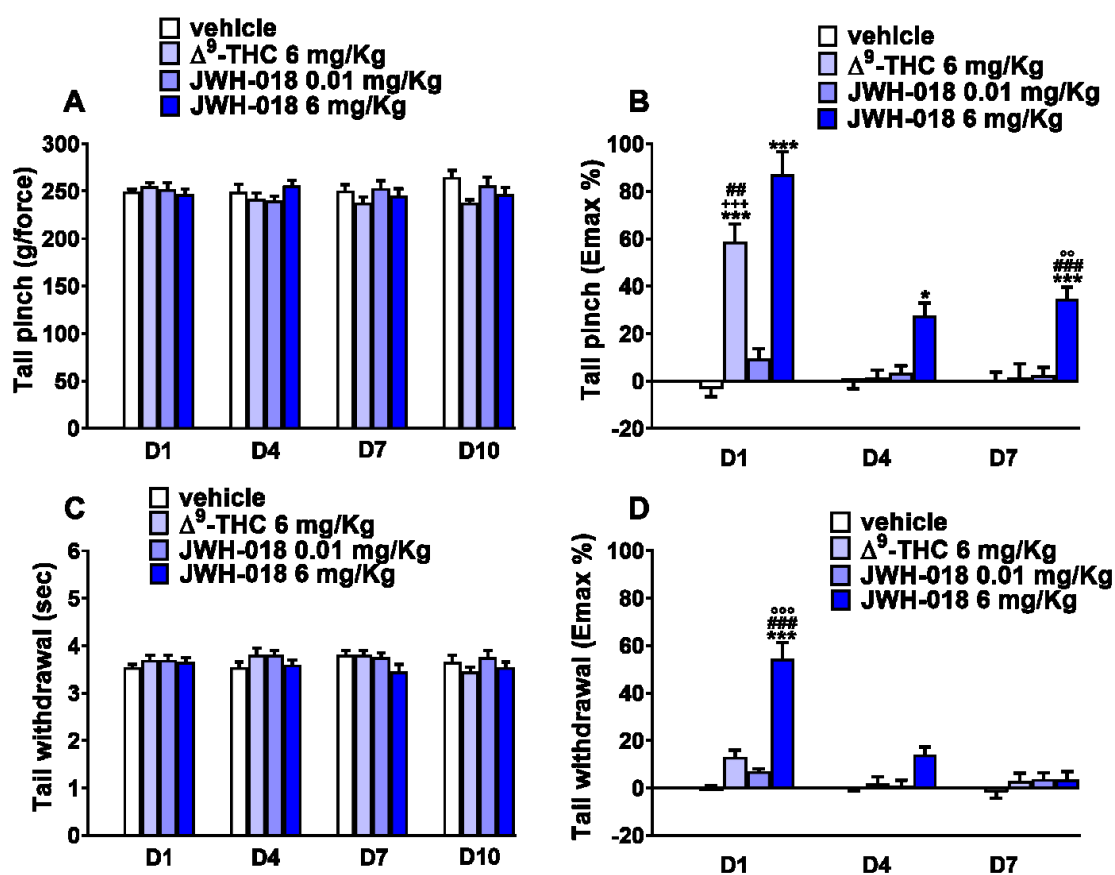 A
vehicle
Δ⁹-THC 6 mg/Kg
JWH-018 0.01 mg/Kg
JWH-018 6 mg/Kg
Tail pinch (g/force)
300
250
200
150
100
50
0
D1 D4 D7 D10
B
vehicle
Δ⁹-THC 6 mg/Kg
JWH-018 0.01 mg/Kg
JWH-018 6 mg/Kg
Tail pinch (Emax %)
100
80
60
40
20
0
-20
##
+++
***
***
*
°°
###
***
D1 D4 D7
C
vehicle
Δ⁹-THC 6 mg/Kg
JWH-018 0.01 mg/Kg
JWH-018 6 mg/Kg
Tail withdrawal (sec)
6
5
4
3
2
1
0
D1 D4 D7 D10
D
vehicle
Δ⁹-THC 6 mg/Kg
JWH-018 0.01 mg/Kg
JWH-018 6 mg/Kg
Tail withdrawal (Emax %)
100
80
60
40
20
0
-20
°°°
###
***
D1 D4 D7